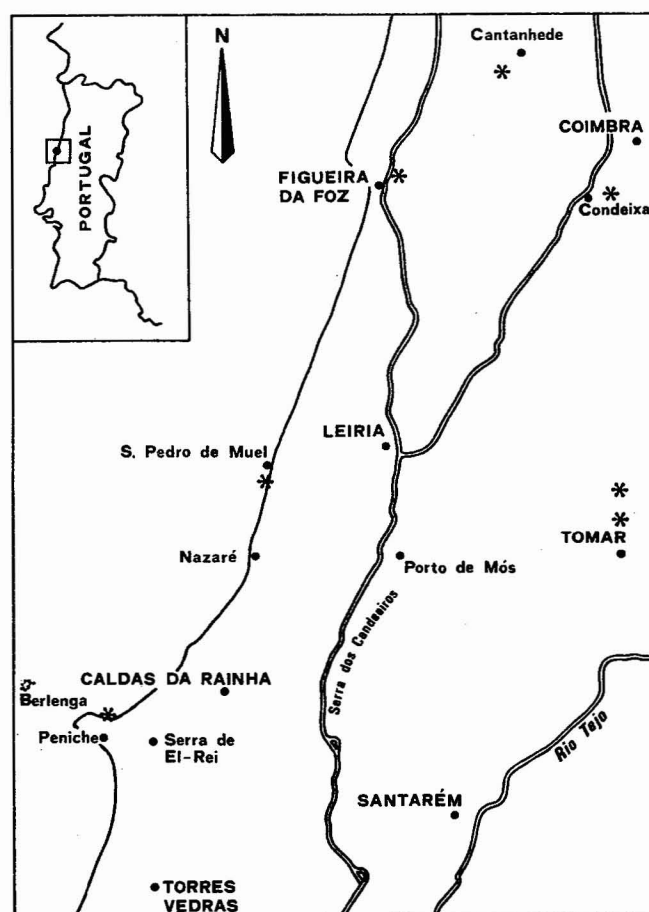 N
PORTUGAL
Cantanhede
COIMBRA
FIGUEIRA
DA FOZ
Condeixa
LEIRIA
S. Pedro de Muel
TOMAR
Nazaré
Porto de Mós
Serra dos Candeeiros
CALDAS DA RAINHA
Berlenga
Peniche
Serra de
El-Rei
Rio Tejo
SANTARÉM
TORRES
VEDRAS